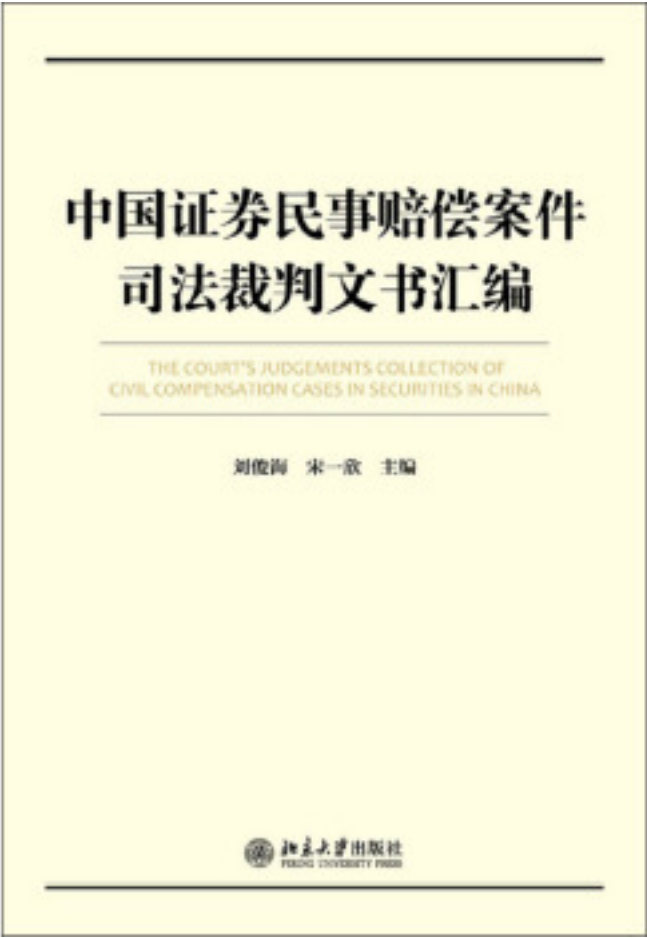 中国证券民事赔偿案件
司法裁判文书汇编
THE COURT'S JUDGEMENTS COLLECTION OF
CIVIL COMPENSATION CASES IN SECURITIES IN CHINA
刘俊海 宋一欣 主编
北京大学出版社
PEKING UNIVERSITY PRESS